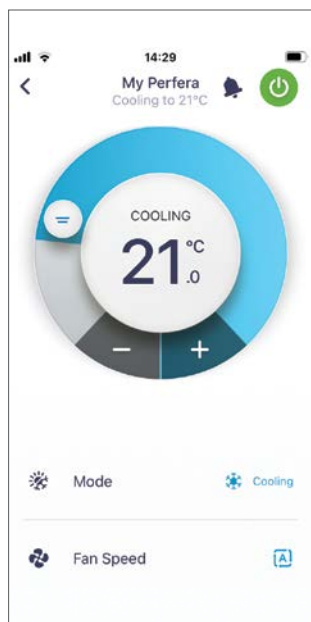 14:29
My Perfera
Cooling to 21°C
COOLING
21.0 °C
− +
Mode Cooling
Fan Speed A